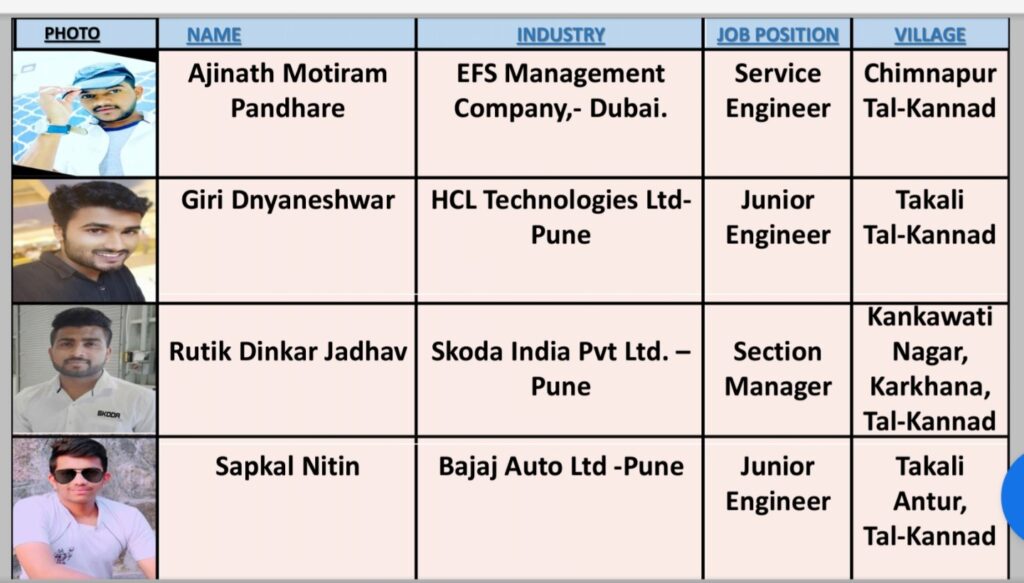 PHOTO NAME INDUSTRY JOB POSITION VILLAGE
Ajinath Motiram
Pandhare
EFS Management
Company,- Dubai.
Service
Engineer
Chimnapur
Tal-Kannad
Giri Dnyaneshwar
HCL Technologies Ltd-
Pune
Junior
Engineer
Takali
Tal-Kannad
Rutik Dinkar Jadhav
Skoda India Pvt Ltd. –
Pune
Section
Manager
Kankawati
Nagar,
Karkhana,
Tal-Kannad
SKODA
Sapkal Nitin
Bajaj Auto Ltd -Pune
Junior
Engineer
Takali
Antur,
Tal-Kannad